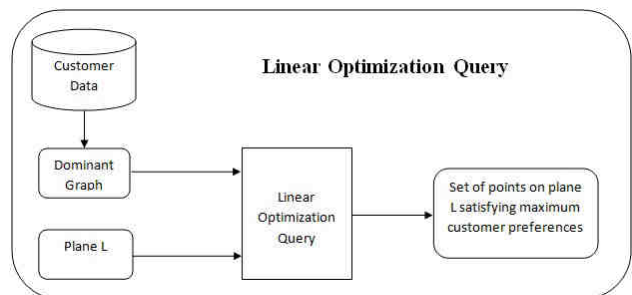 Linear Optimization Query
Customer
Data
Dominant
Graph
Plane L
Linear
Optimization
Query
Set of points on plane
L satisfying maximum
customer preferences